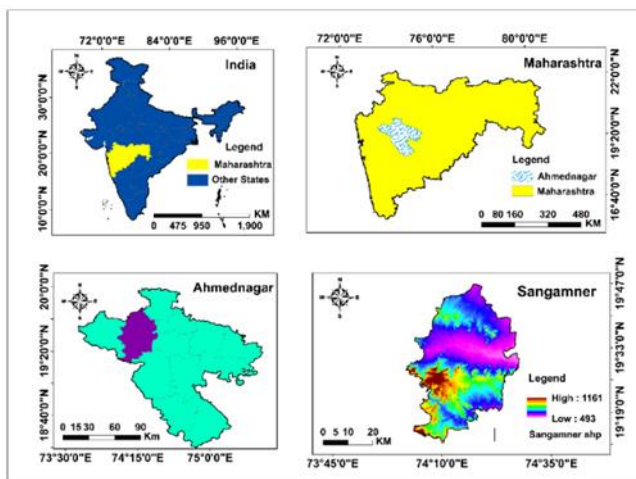 72°0'0"E 84°0'0"E 96°0'0"E
India
N
W E
S
30°0'0"N
20°0'0"N
10°0'0"N
Legend
Maharashtra
Other States
KM
0 475 950 1,900
72°0'0"E 76°0'0"E 80°0'0"E
Maharashtra
N
W E
S
22°0'0"N
19°20'0"N
16°40'0"N
Legend
Ahmednagar
Maharashtra
KM
0 80 160 320 480
Ahmednagar
N
W E
S
20°0'0"N
19°20'0"N
18°40'0"N
0 15 30 60 90
Km
73°30'0"E 74°15'0"E 75°0'0"E
Sangamner
N
W E
S
19°47'0"N
19°33'0"N
19°19'0"N
Legend
High : 1161
Low : 493
Sangamner shp
KM
0 5 10 20
73°45'0"E 74°10'0"E 74°35'0"E